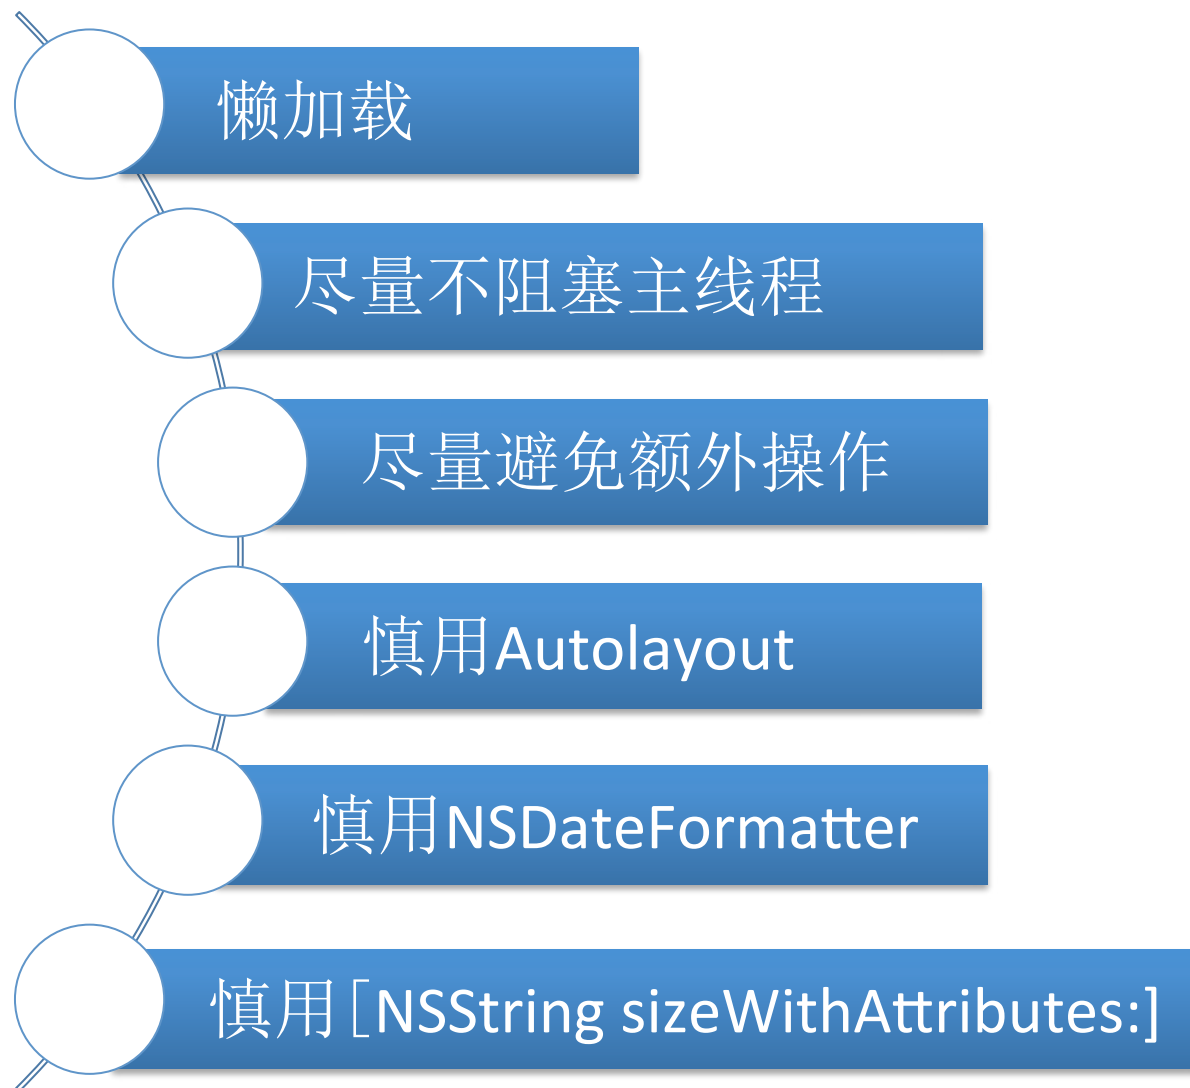 懒加载
尽量不阻塞主线程
尽量避免额外操作
慎用Autolayout
慎用NSDateFormatter
慎用[NSString sizeWithAttributes:]